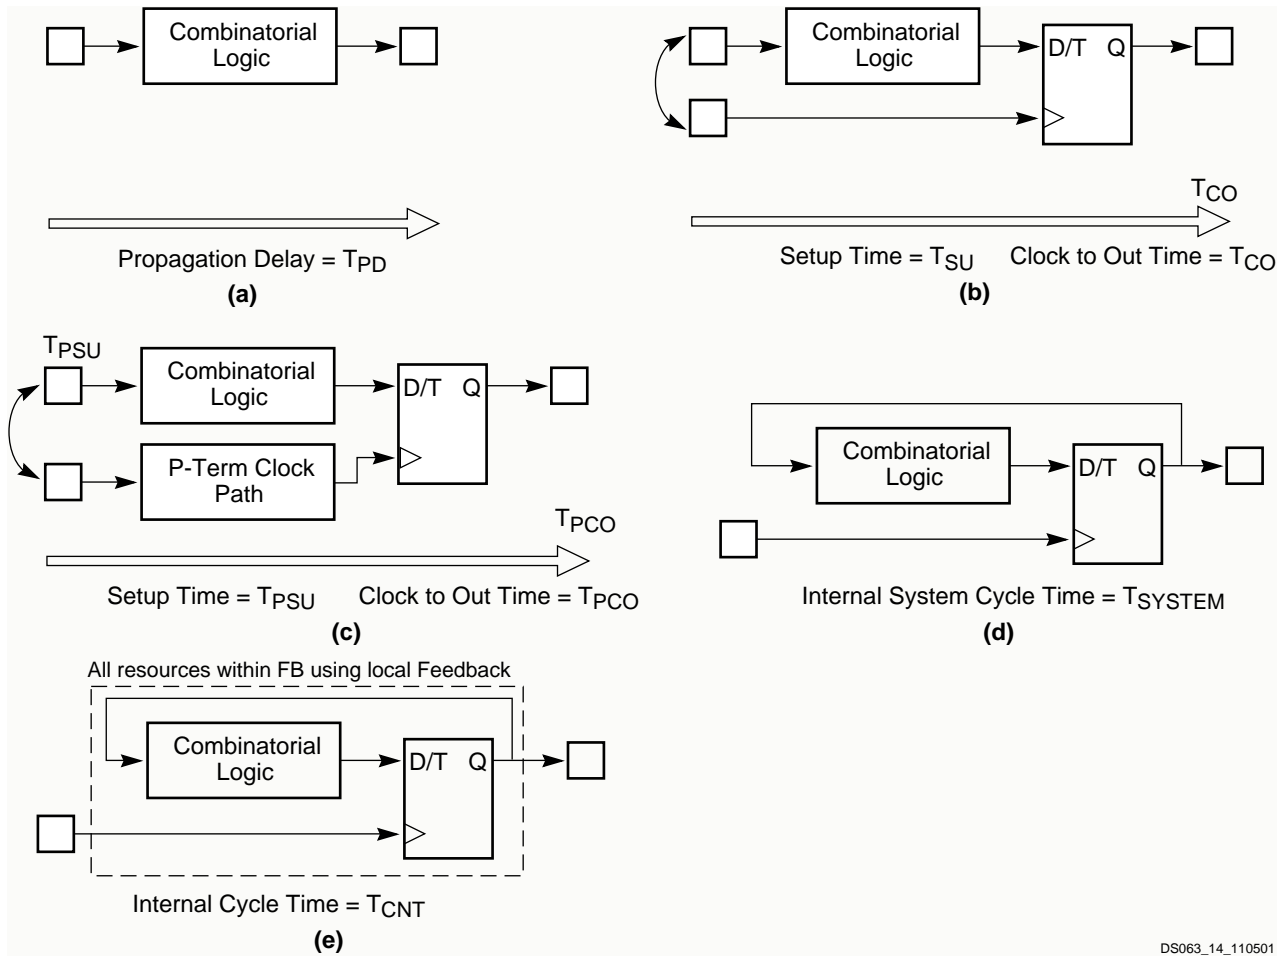 Combinatorial
Logic
Propagation Delay = TPD
(a)
Combinatorial
Logic
D/T Q
TCO
Setup Time = TSU Clock to Out Time = TCO
(b)
TPSU
Combinatorial
Logic
D/T Q
P-Term Clock
Path
TPCO
Setup Time = TPSU Clock to Out Time = TPCO
(c)
Combinatorial
Logic
D/T Q
Internal System Cycle Time = TSYSTEM
(d)
All resources within FB using local Feedback
Combinatorial
Logic
D/T Q
Internal Cycle Time = TCNT
(e)
DS063_14_110501